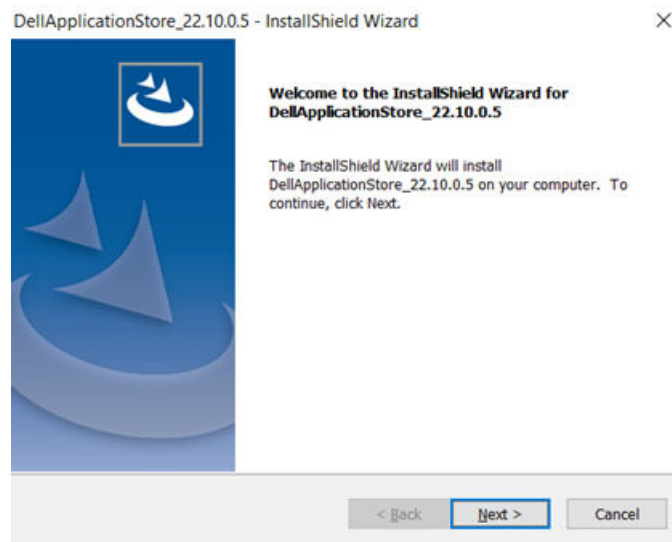 DellApplicationStore_22.10.0.5 - InstallShield Wizard
Welcome to the InstallShield Wizard for
DellApplicationStore_22.10.0.5
The InstallShield Wizard will install
DellApplicationStore_22.10.0.5 on your computer. To
continue, click Next.
< Back Next > Cancel